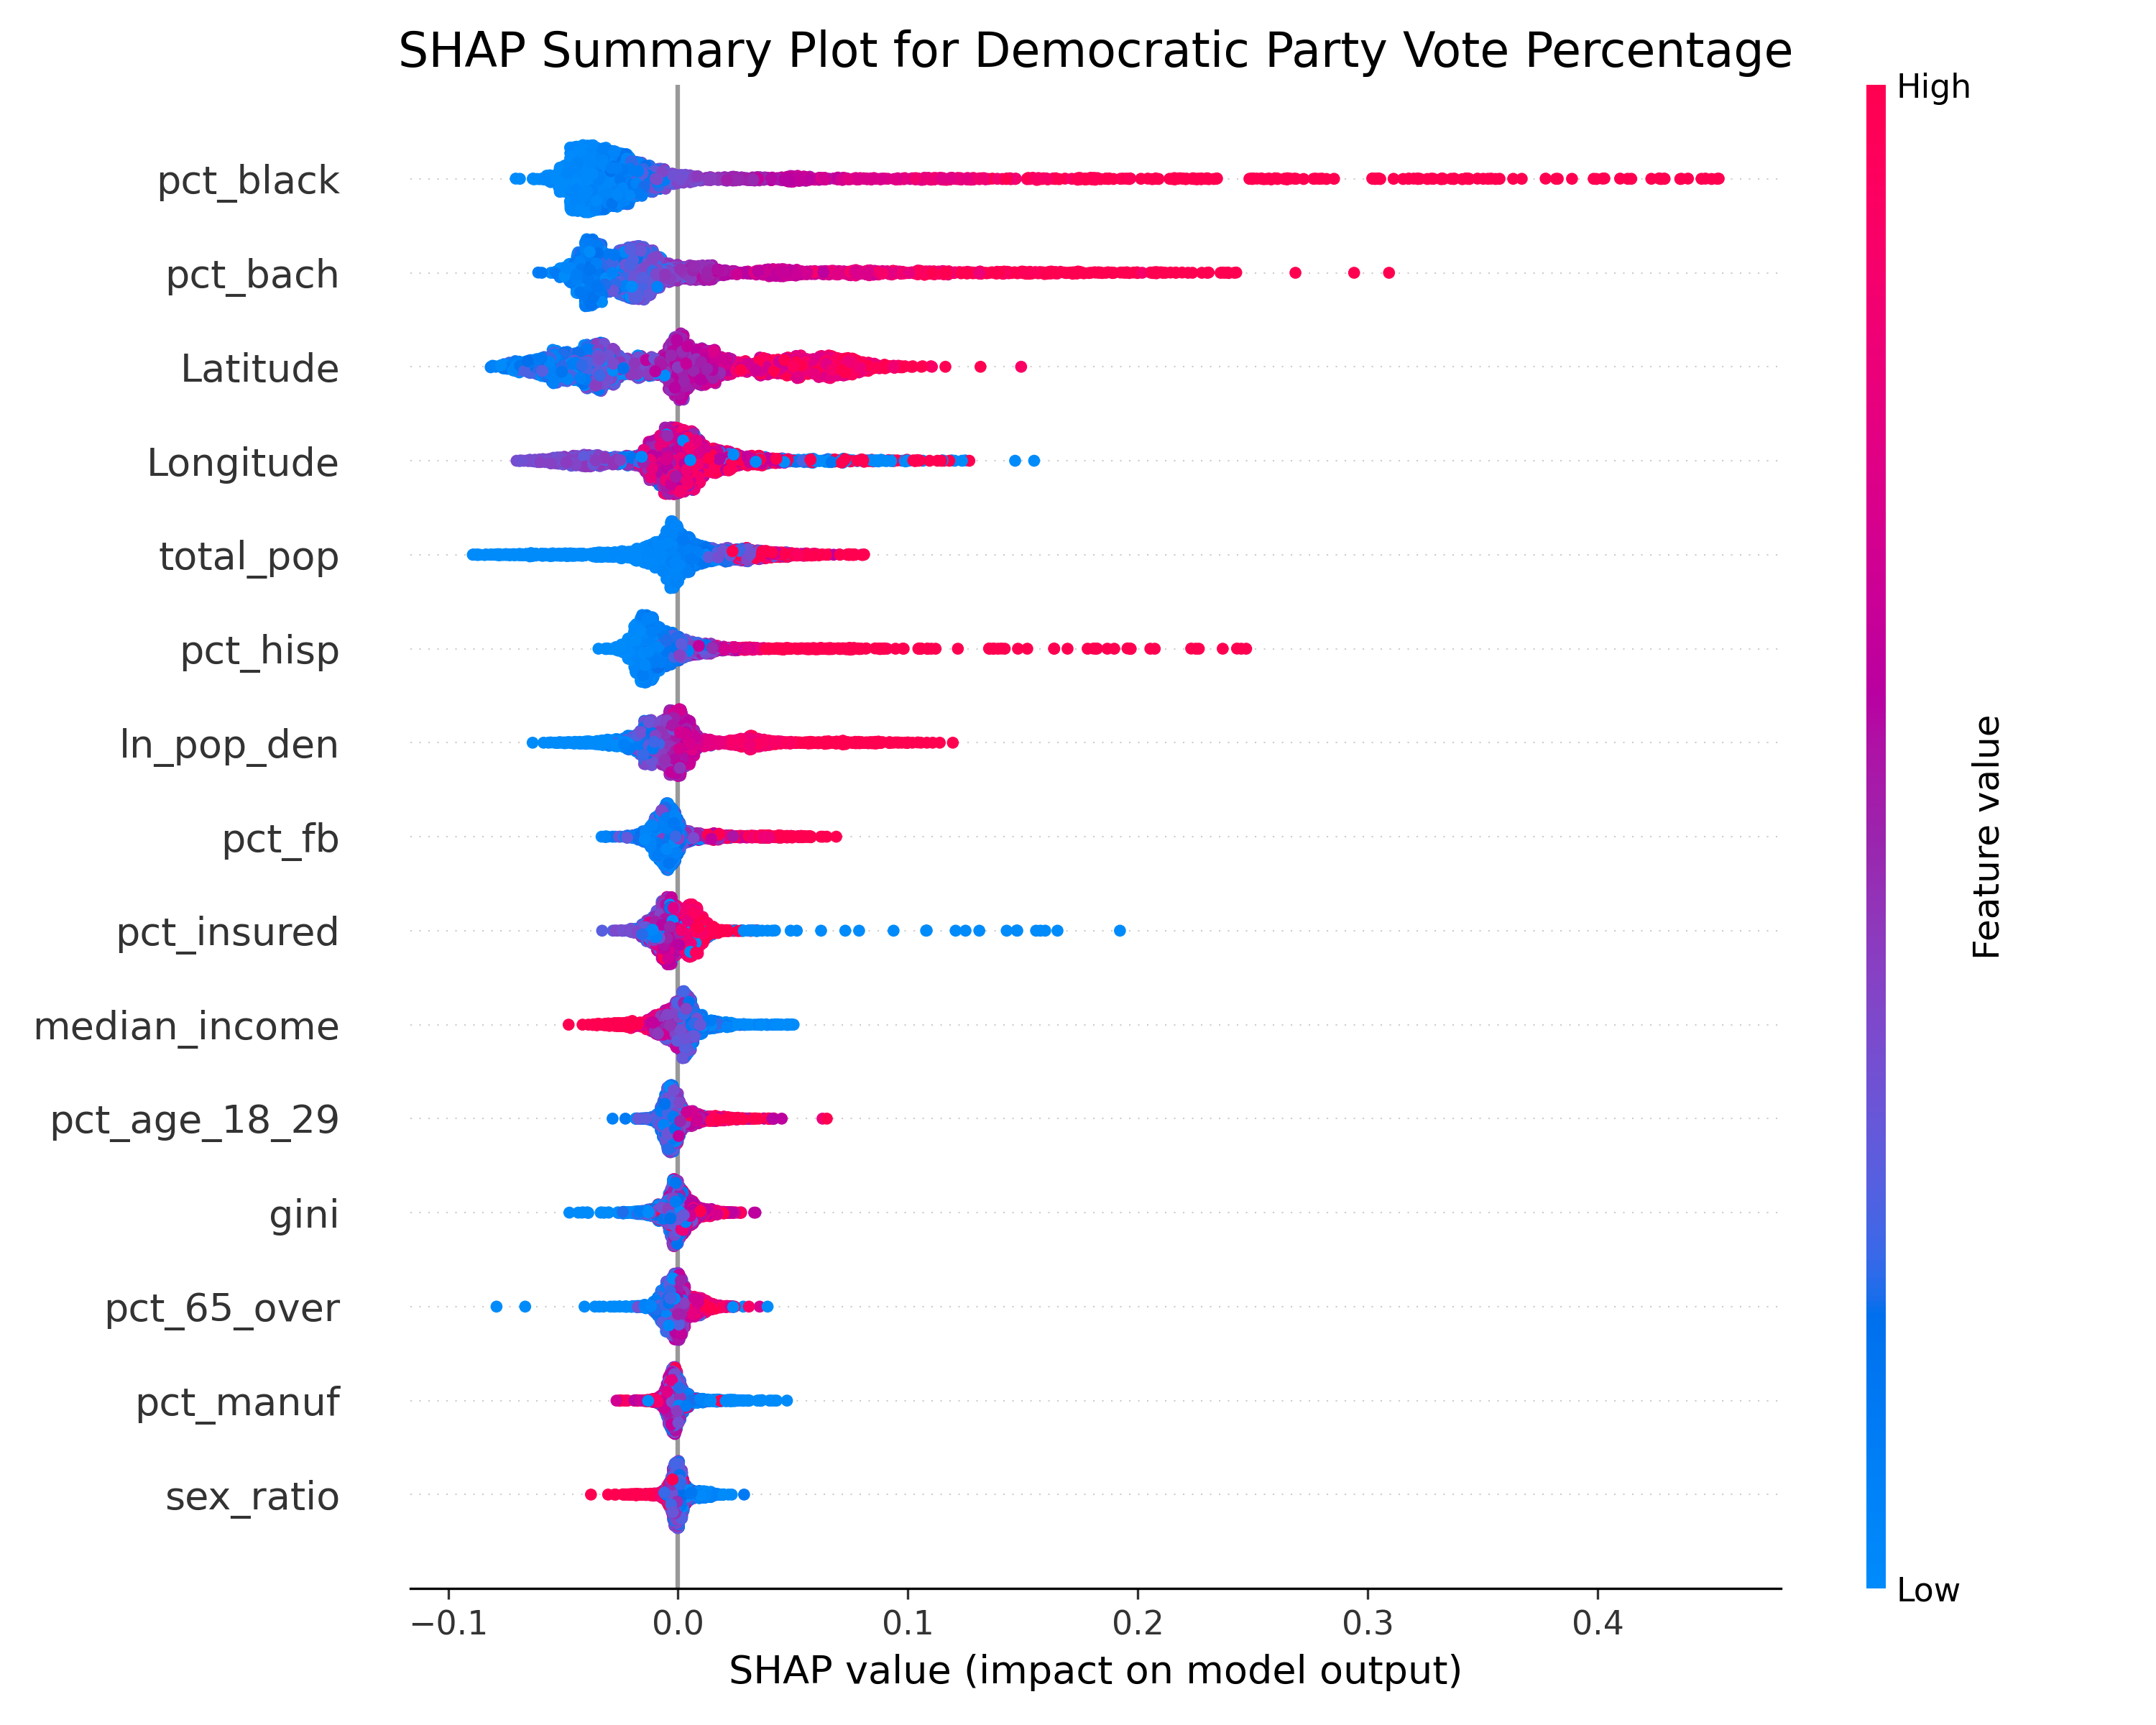 SHAP Summary Plot for Democratic Party Vote Percentage
High
pct_black
pct_bach
Latitude
Longitude
total_pop
pct_hisp
ln_pop_den
pct_fb
pct_insured
median_income
pct_age_18_29
gini
pct_65_over
pct_manuf
sex_ratio
Feature value
Low
−0.1 0.0 0.1 0.2 0.3 0.4
SHAP value (impact on model output)